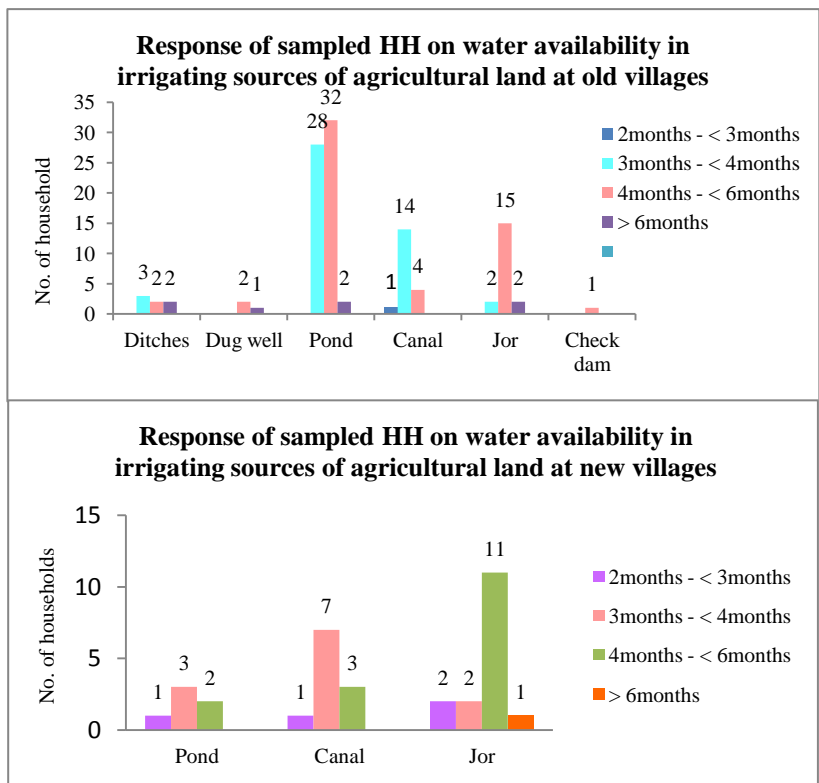 Response of sampled HH on water availability in
irrigating sources of agricultural land at old villages
No. of household
35
30
25
20
15
10
5
0
3
2
2
2
1
28
32
2
1
14
4
2
15
2
1
Ditches
Dug well
Pond
Canal
Jor
Check
dam
2months - < 3months
3months - < 4months
4months - < 6months
> 6months
Response of sampled HH on water availability in
irrigating sources of agricultural land at new villages
No. of households
15
10
5
0
1
3
2
1
7
3
2
2
11
1
Pond
Canal
Jor
2months - < 3months
3months - < 4months
4months - < 6months
> 6months